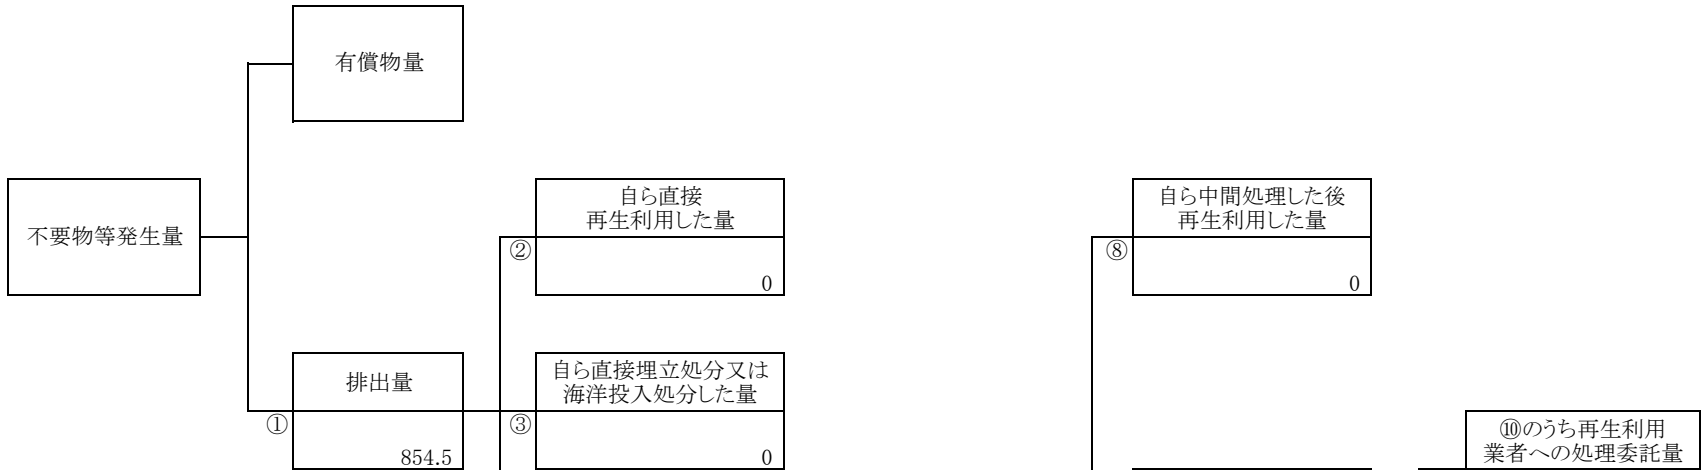 有償物量
不要物等発生量
自ら直接
再生利用した量
②
0
自ら中間処理した後
再生利用した量
⑧
0
排出量
①
854.5
自ら直接埋立処分又は
海洋投入処分した量
③
0
⑩のうち再生利用
業者への処理委託量